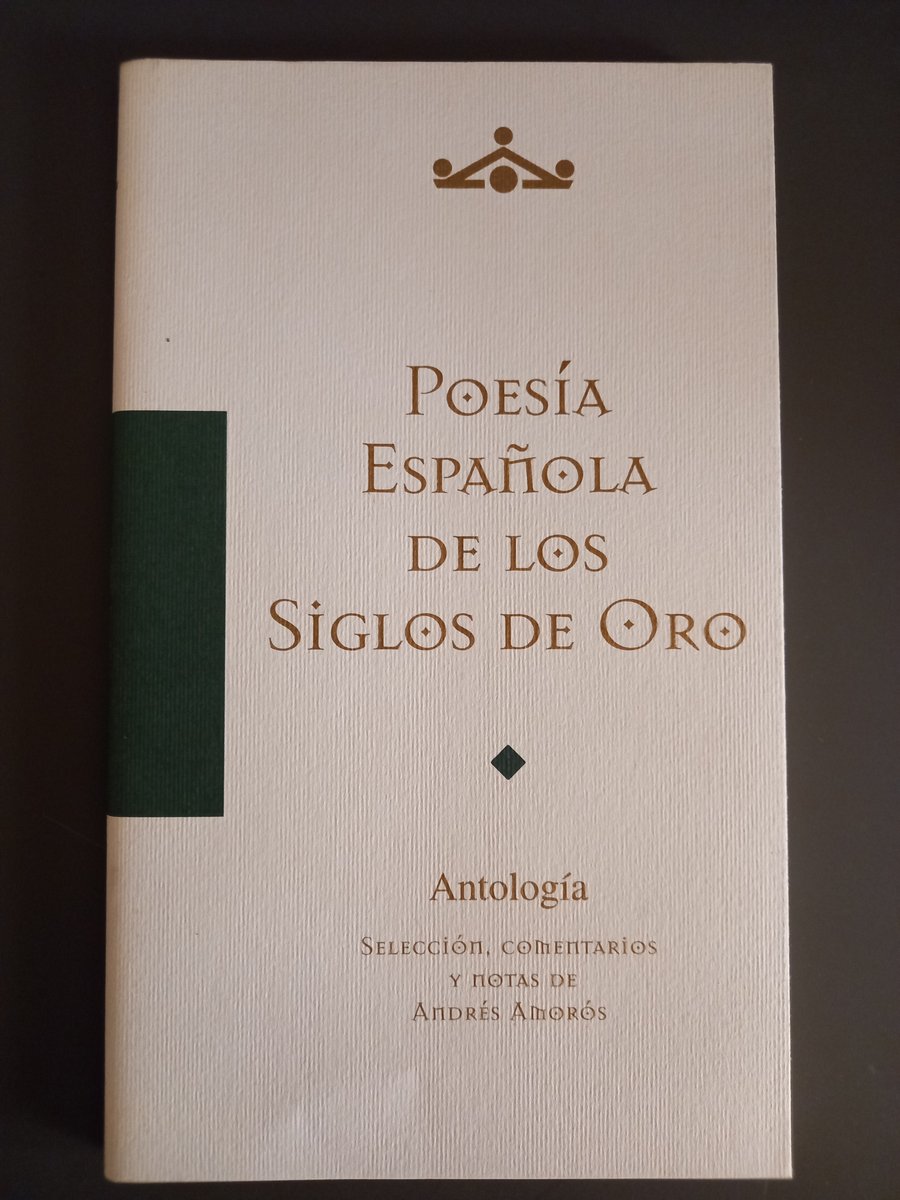 Poesía
Española
de los
Siglos de Oro
Antología
Selección, comentarios
y notas de
Andrés Amorós